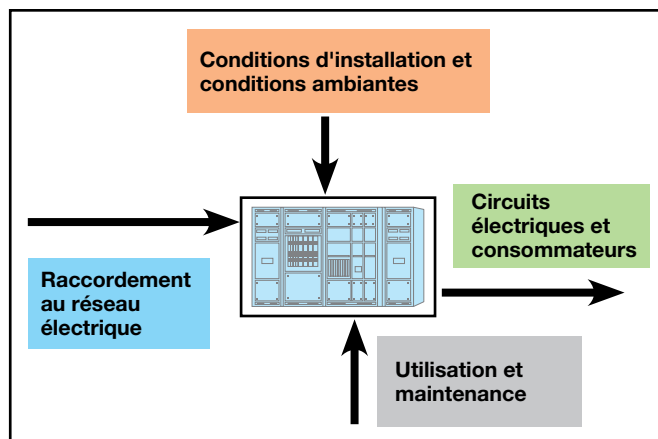 Conditions d'installation et
conditions ambiantes
Circuits
électriques et
consommateurs
Raccordement
au réseau
électrique
Utilisation et
maintenance